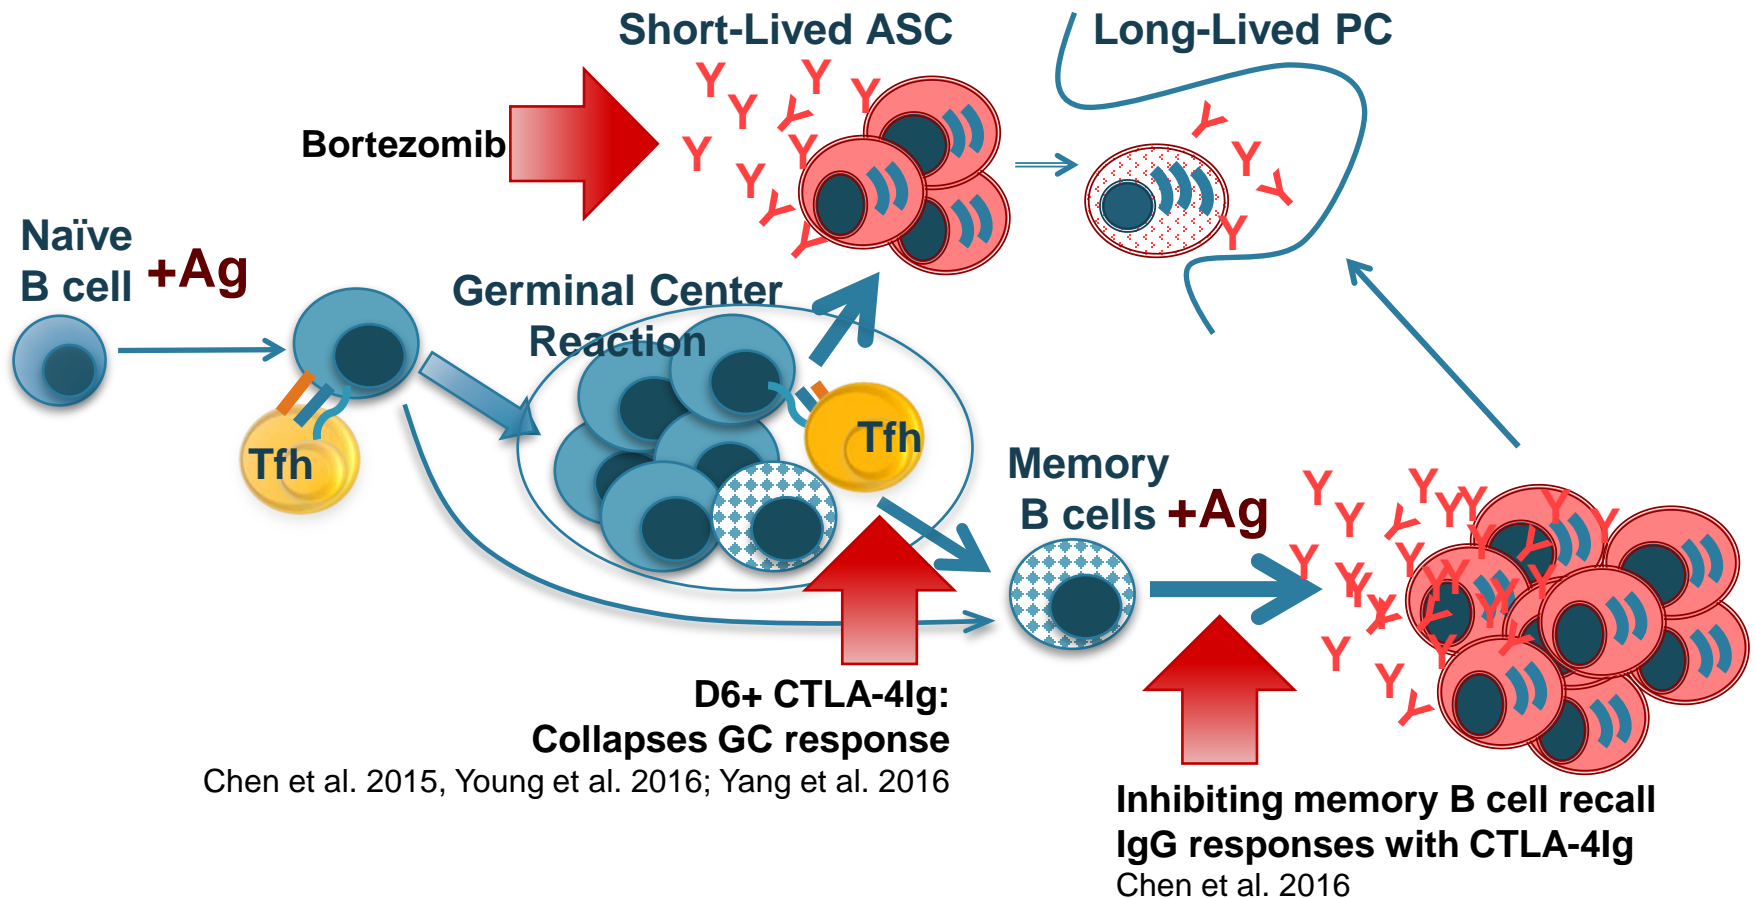 Short-Lived ASC
Long-Lived PC
Bortezomib
Naïve
B cell +Ag
Germinal Center
Reaction
Tfh
Tfh
Memory
B cells +Ag
D6+ CTLA-4Ig:
Collapses GC response
Chen et al. 2015, Young et al. 2016; Yang et al. 2016
Inhibiting memory B cell recall
IgG responses with CTLA-4Ig
Chen et al. 2016